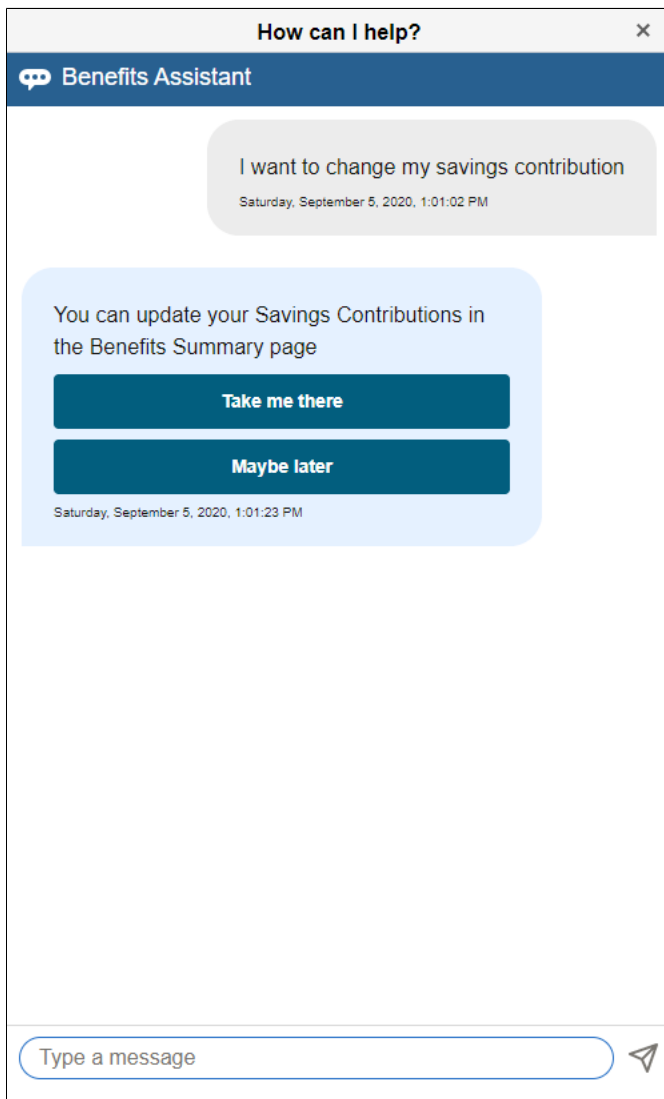 How can I help?
Benefits Assistant
I want to change my savings contribution
Saturday, September 5, 2020, 1:01:02 PM
You can update your Savings Contributions in
the Benefits Summary page
Take me there
Maybe later
Saturday, September 5, 2020, 1:01:23 PM
Type a message